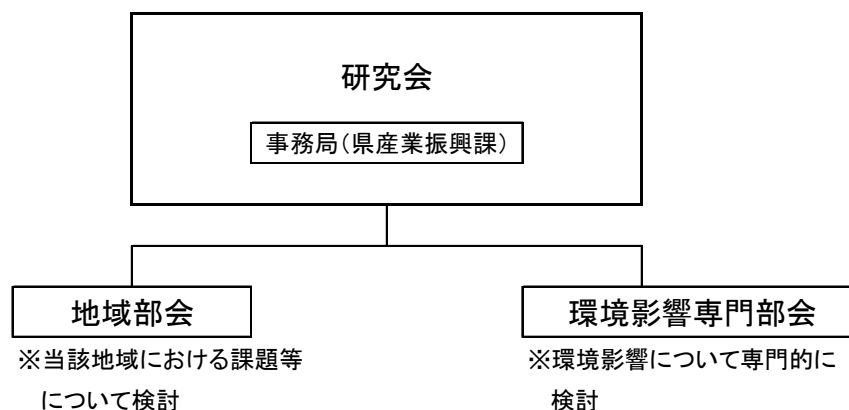 研究会
事務局(県産業振興課)
地域部会
※当該地域における課題等
について検討
環境影響専門部会
※環境影響について専門的に
検討